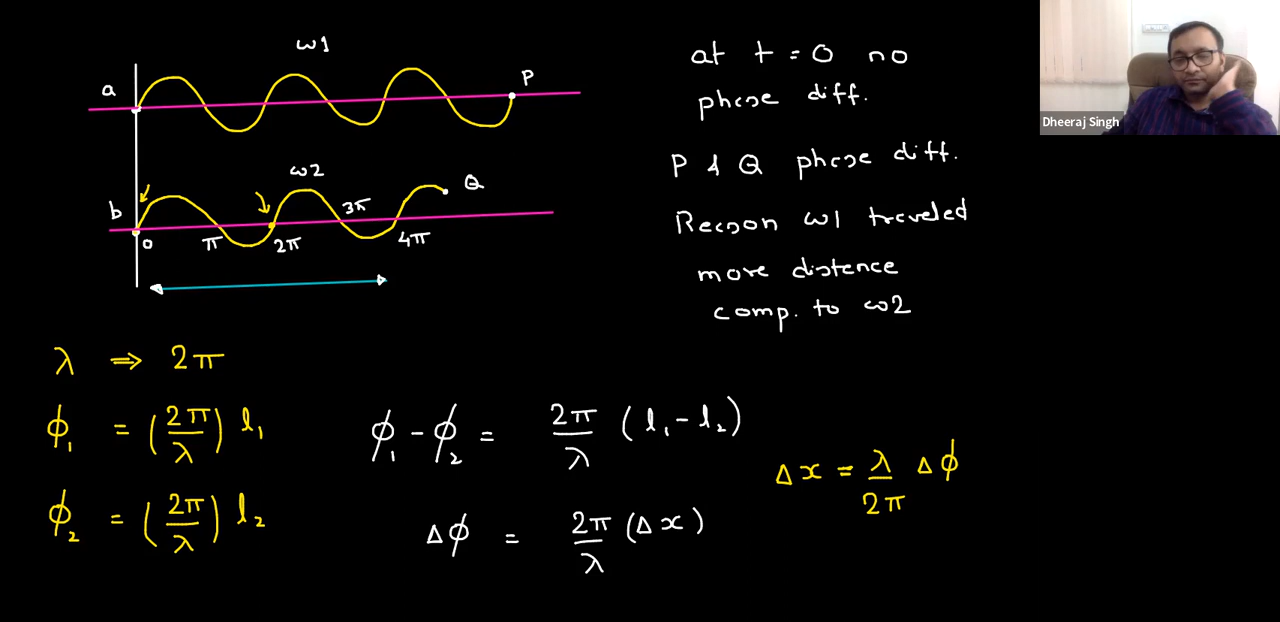 ω1
a
P
ω2
b
Q
0
π
2π
3π
4π
at t = 0 no
phase diff.
P & Q phase diff.
Reason ω1 traveled
more distance
comp. to ω2
Dheeraj Singh
λ ⇒ 2π
ϕ₁ = (2π/λ) l₁
ϕ₂ = (2π/λ) l₂
ϕ₁ - ϕ₂ = 2π/λ (l₁ - l₂)
Δϕ = 2π/λ (Δx)
Δx = λ/2π Δϕ